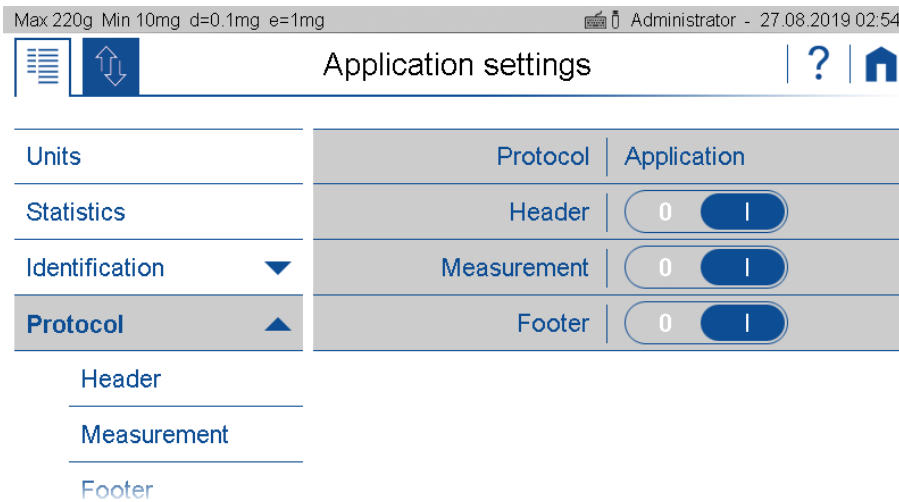 Max 220g Min 10mg d=0.1mg e=1mg Administrator - 27.08.2019 02:54
Application settings ?
Units
Statistics
Identification
Protocol
Header
Measurement
Footer
Protocol Application
Header 0 I
Measurement 0 I
Footer 0 I